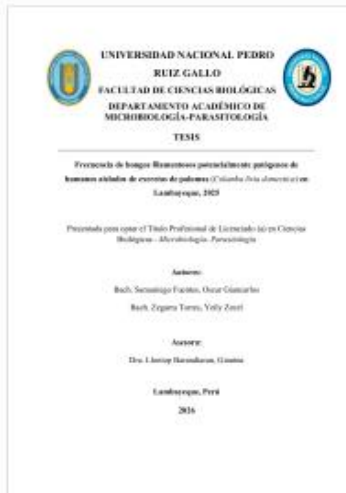 UNIVERSIDAD NACIONAL PEDRO
RUIZ GALLO
FACULTAD DE CIENCIAS BIOLÓGICAS
DEPARTAMENTO ACADÉMICO DE
MICROBIOLOGÍA-PARASITOLOGÍA
TESIS
Frecuencia de hongos filamentosos potencialmente patógenos de
humanos aislados de excretas de palomas (Columba livia domestica) en
Lambayeque, 2025
Presentada para optar el Título Profesional de Licenciado (a) en Ciencias
Biológicas - Microbiología- Parasitología
Autores:
Bach. Samaniego Fuentes, Oscar Giancarlos
Bach. Zegarra Torres, Yeily
Asesora:
Dra. Llontop Barandiaran, Gianina
Lambayeque, Perú
2026